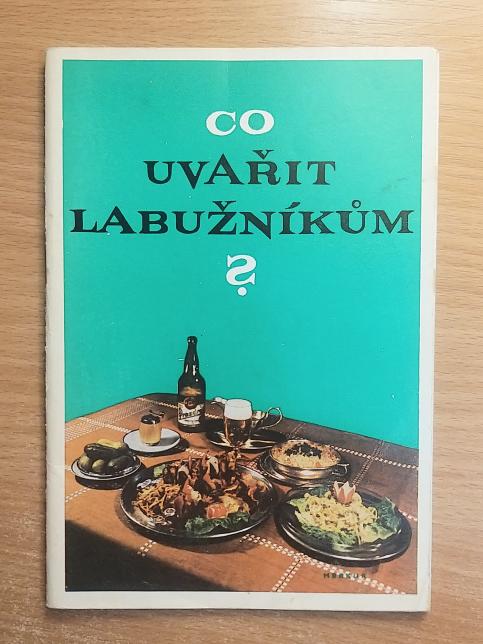 CO
UVAŘIT
LABUŽNÍKŮM
?
MERKUR